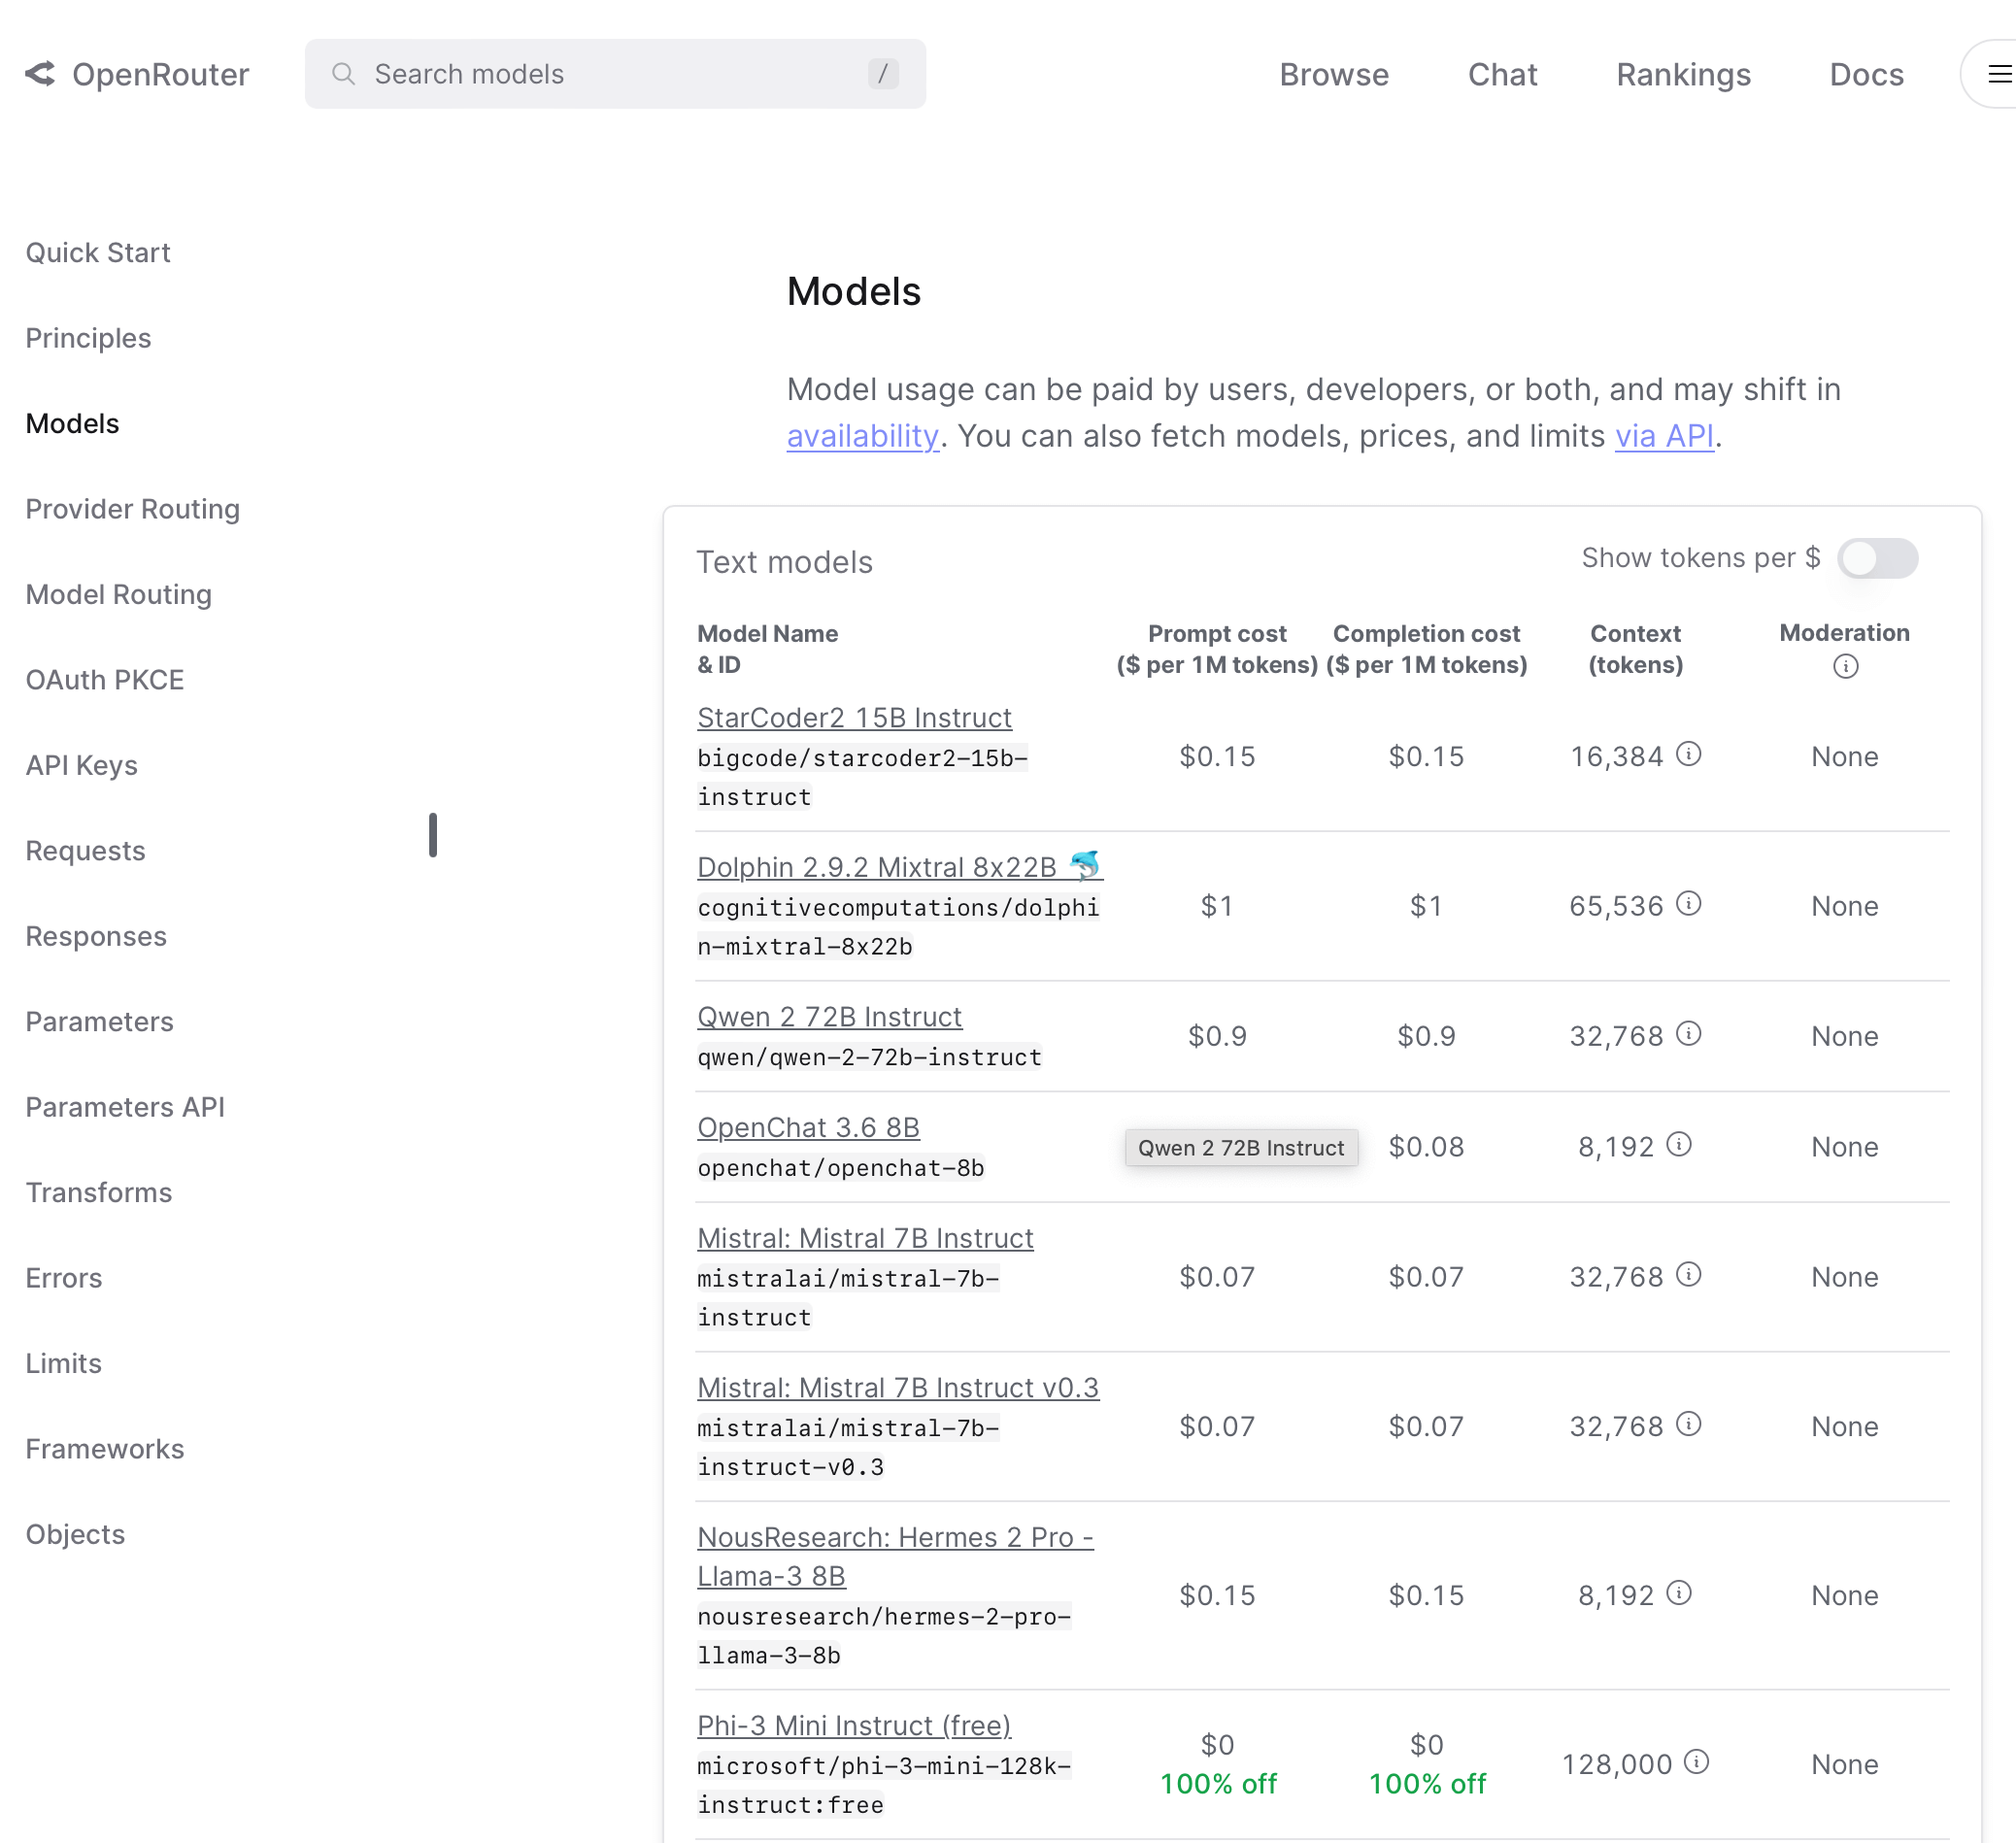 OpenRouter
Search models
/
Browse
Chat
Rankings
Docs
Quick Start
Principles
Models
Provider Routing
Model Routing
OAuth PKCE
API Keys
Requests
Responses
Parameters
Parameters API
Transforms
Errors
Limits
Frameworks
Objects
Models
Model usage can be paid by users, developers, or both, and may shift in
availability. You can also fetch models, prices, and limits via API.
Text models
Show tokens per $
Model Name
& ID
Prompt cost
($ per 1M tokens)
Completion cost
($ per 1M tokens)
Context
(tokens)
Moderation
StarCoder2 15B Instruct
bigcode/starcoder2-15b-
instruct
$0.15
$0.15
16,384
None
Dolphin 2.9.2 Mixtral 8x22B 🐬
cognitivecomputations/dolphi
n-mixtral-8x22b
$1
$1
65,536
None
Qwen 2 72B Instruct
qwen/qwen-2-72b-instruct
$0.9
$0.9
32,768
None
OpenChat 3.6 8B
openchat/openchat-8b
Qwen 2 72B Instruct
$0.08
8,192
None
Mistral: Mistral 7B Instruct
mistralai/mistral-7b-
instruct
$0.07
$0.07
32,768
None
Mistral: Mistral 7B Instruct v0.3
mistralai/mistral-7b-
instruct-v0.3
$0.07
$0.07
32,768
None
NousResearch: Hermes 2 Pro -
Llama-3 8B
nousresearch/hermes-2-pro-
llama-3-8b
$0.15
$0.15
8,192
None
Phi-3 Mini Instruct (free)
microsoft/phi-3-mini-128k-
instruct:free
$0
100% off
$0
100% off
128,000
None